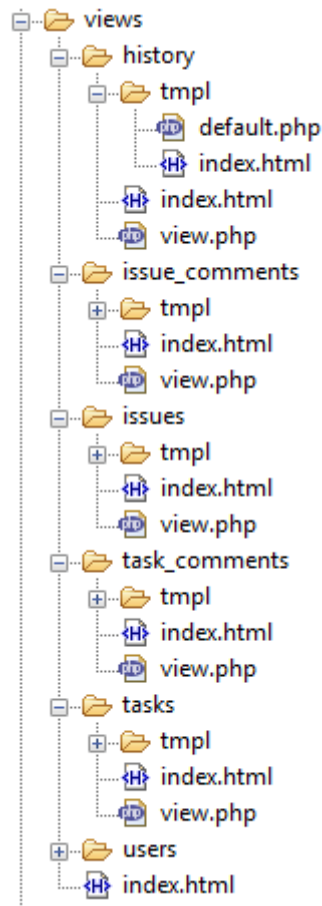 views
history
tmpl
default.php
index.html
index.html
view.php
issue_comments
tmpl
index.html
view.php
issues
tmpl
index.html
view.php
task_comments
tmpl
index.html
view.php
tasks
tmpl
index.html
view.php
users
index.html